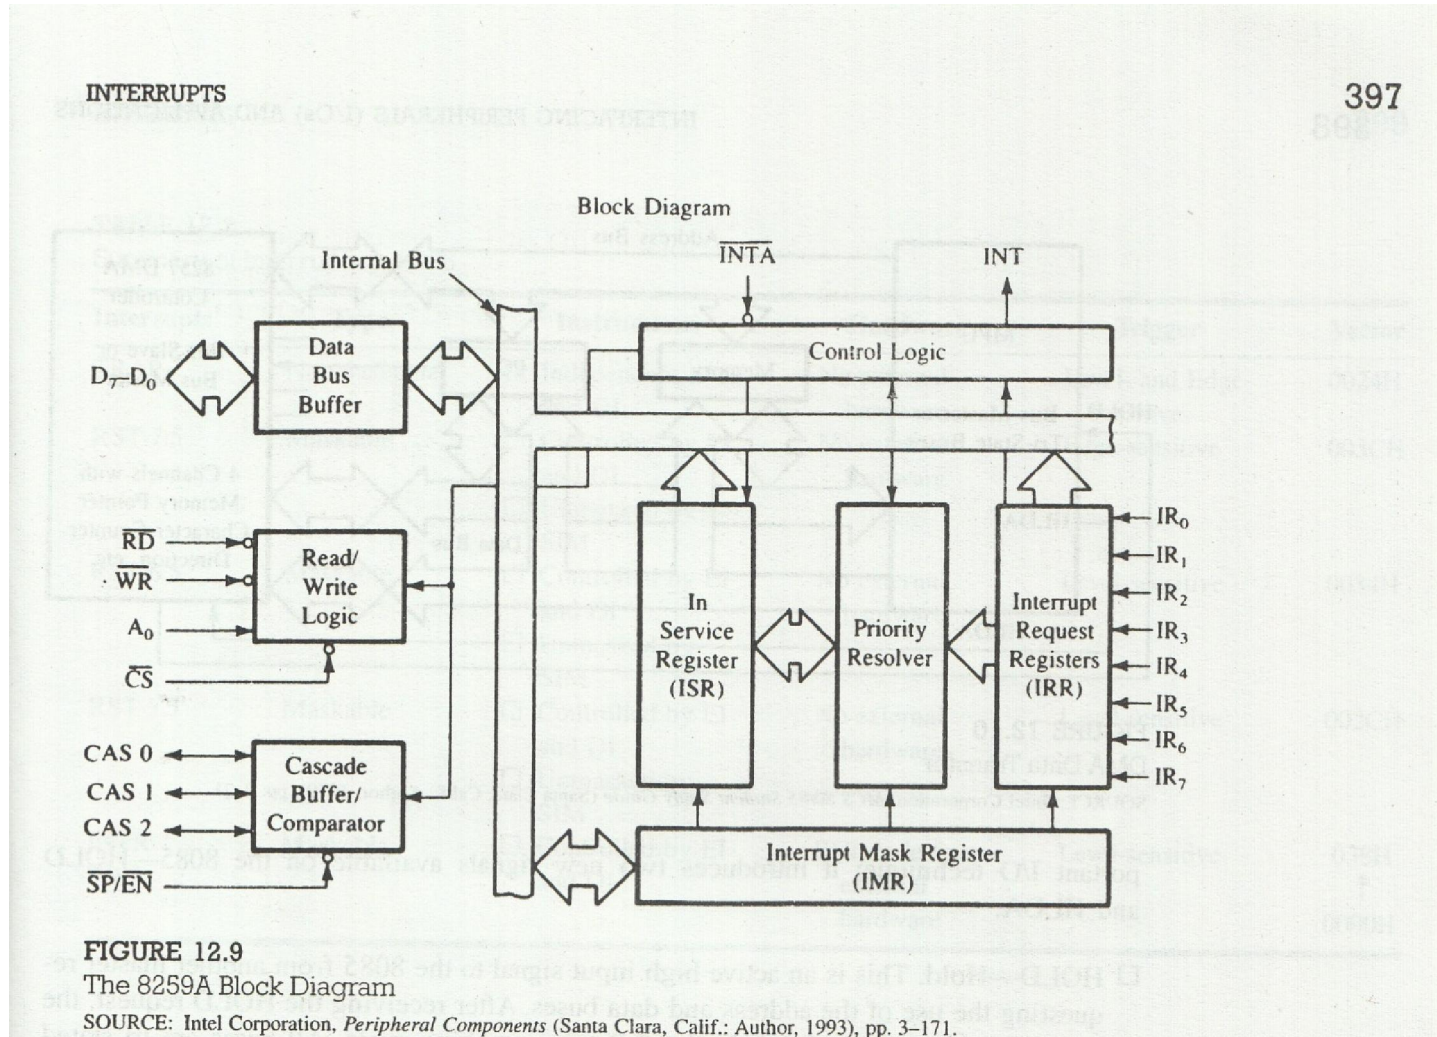 INTERRUPTS
397
Block Diagram
Internal Bus
INTA
INT
Control Logic
D7–D0
Data
Bus
Buffer
RD
WR
A0
CS
Read/
Write
Logic
In
Service
Register
(ISR)
Priority
Resolver
Interrupt
Request
Registers
(IRR)
IR0
IR1
IR2
IR3
IR4
IR5
IR6
IR7
CAS 0
CAS 1
CAS 2
SP/EN
Cascade
Buffer/
Comparator
Interrupt Mask Register
(IMR)
FIGURE 12.9
The 8259A Block Diagram
SOURCE: Intel Corporation, Peripheral Components (Santa Clara, Calif.: Author, 1993), pp. 3–171.